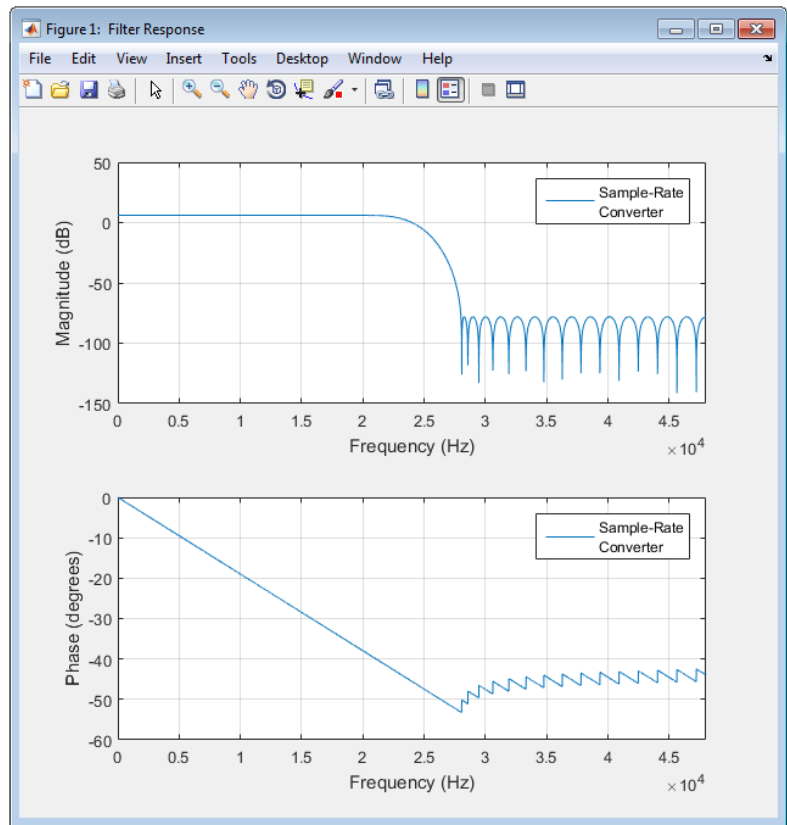 Figure 1: Filter Response
File Edit View Insert Tools Desktop Window Help
50
0
-50
-100
-150
Magnitude (dB)
Sample-Rate
Converter
0 0.5 1 1.5 2 2.5 3 3.5 4 4.5
Frequency (Hz)
×10^4
0
-10
-20
-30
-40
-50
-60
Phase (degrees)
Sample-Rate
Converter
0 0.5 1 1.5 2 2.5 3 3.5 4 4.5
Frequency (Hz)
×10^4